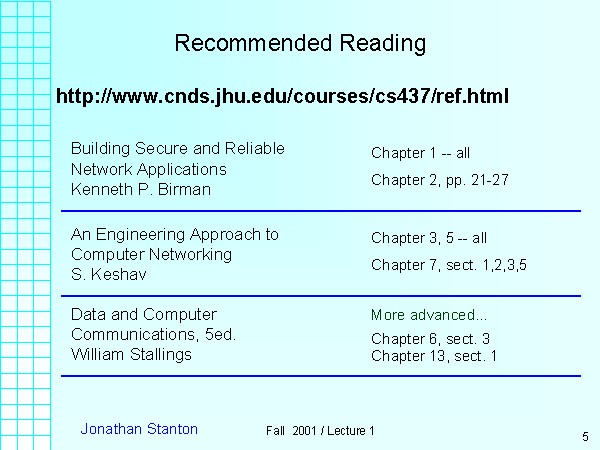 Recommended Reading
http://www.cnds.jhu.edu/courses/cs437/ref.html
Building Secure and Reliable
Network Applications
Kenneth P. Birman
Chapter 1 -- all
Chapter 2, pp. 21-27
An Engineering Approach to
Computer Networking
S. Keshav
Chapter 3, 5 -- all
Chapter 7, sect. 1,2,3,5
Data and Computer
Communications, 5ed.
William Stallings
More advanced...
Chapter 6, sect. 3
Chapter 13, sect. 1
Jonathan Stanton
Fall 2001 / Lecture 1
5